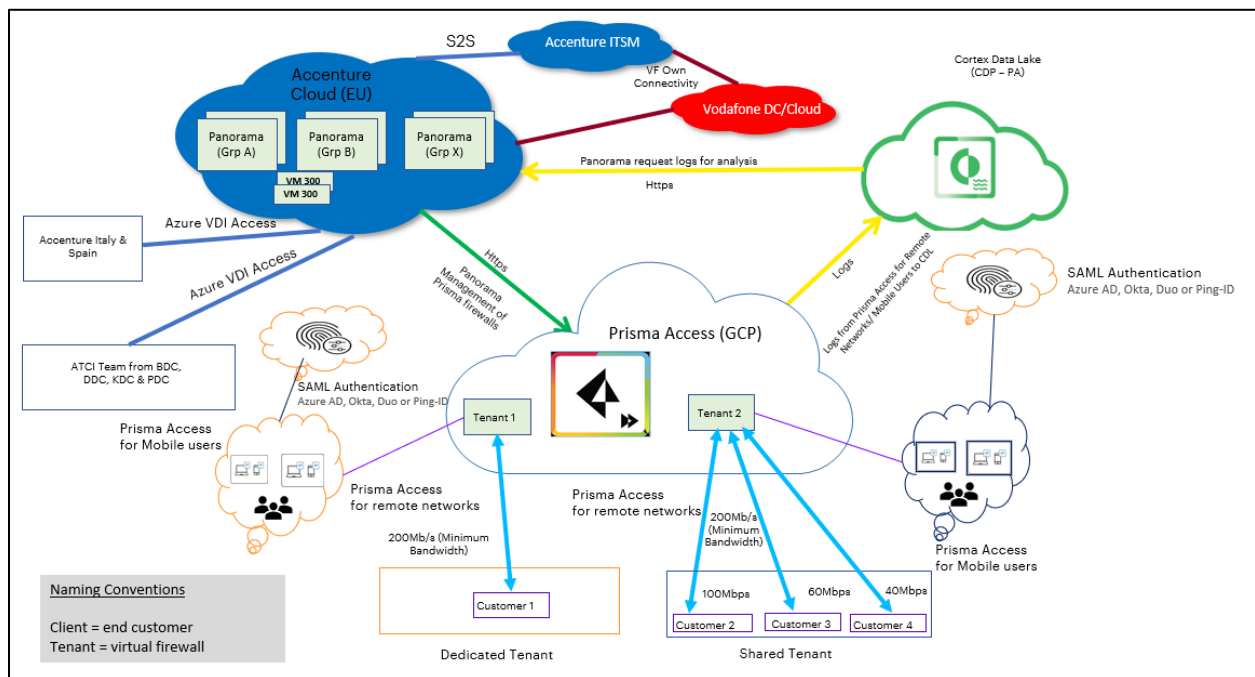 S2S
Accenture ITSM
Accenture
Cloud (EU)
VF Own
Connectivity
Vodafone DC/Cloud
Cortex Data Lake
(CDP – PA)
Panorama
(Grp A)
Panorama
(Grp B)
Panorama
(Grp X)
VM 300
VM 300
Panorama request logs for analysis
Https
Azure VDI Access
Accenture Italy &
Spain
Azure VDI Access
Https
Panorama
Management of
Prisma firewalls
Logs
Logs from Prisma Access for Remote
Networks/ Mobile Users to CDL
SAML Authentication
Azure AD, Okta, Duo or Ping-ID
Prisma Access (GCP)
ATCI Team from BDC,
DDC, KDC & PDC
SAML Authentication
Azure AD, Okta, Duo or Ping-ID
Tenant 1
Tenant 2
Prisma Access
for Mobile users
Prisma Access
for remote networks
Prisma Access
for remote networks
200Mb/s (Minimum
Bandwidth)
200Mb/s
(Minimum
Bandwidth)
Prisma Access
for Mobile users
100Mbps
60Mbps
40Mbps
Customer 1
Customer 2
Customer 3
Customer 4
Dedicated Tenant
Shared Tenant
Naming Conventions
Client = end customer
Tenant = virtual firewall